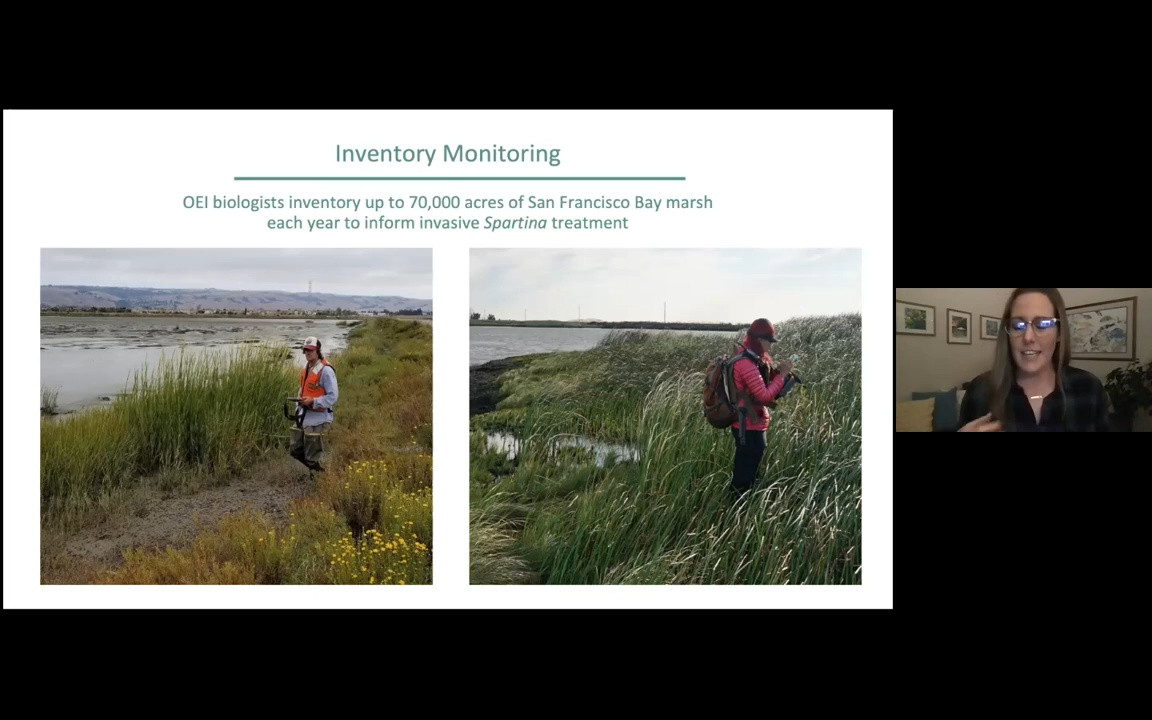 Inventory Monitoring
OEI biologists inventory up to 70,000 acres of San Francisco Bay marsh
each year to inform invasive Spartina treatment